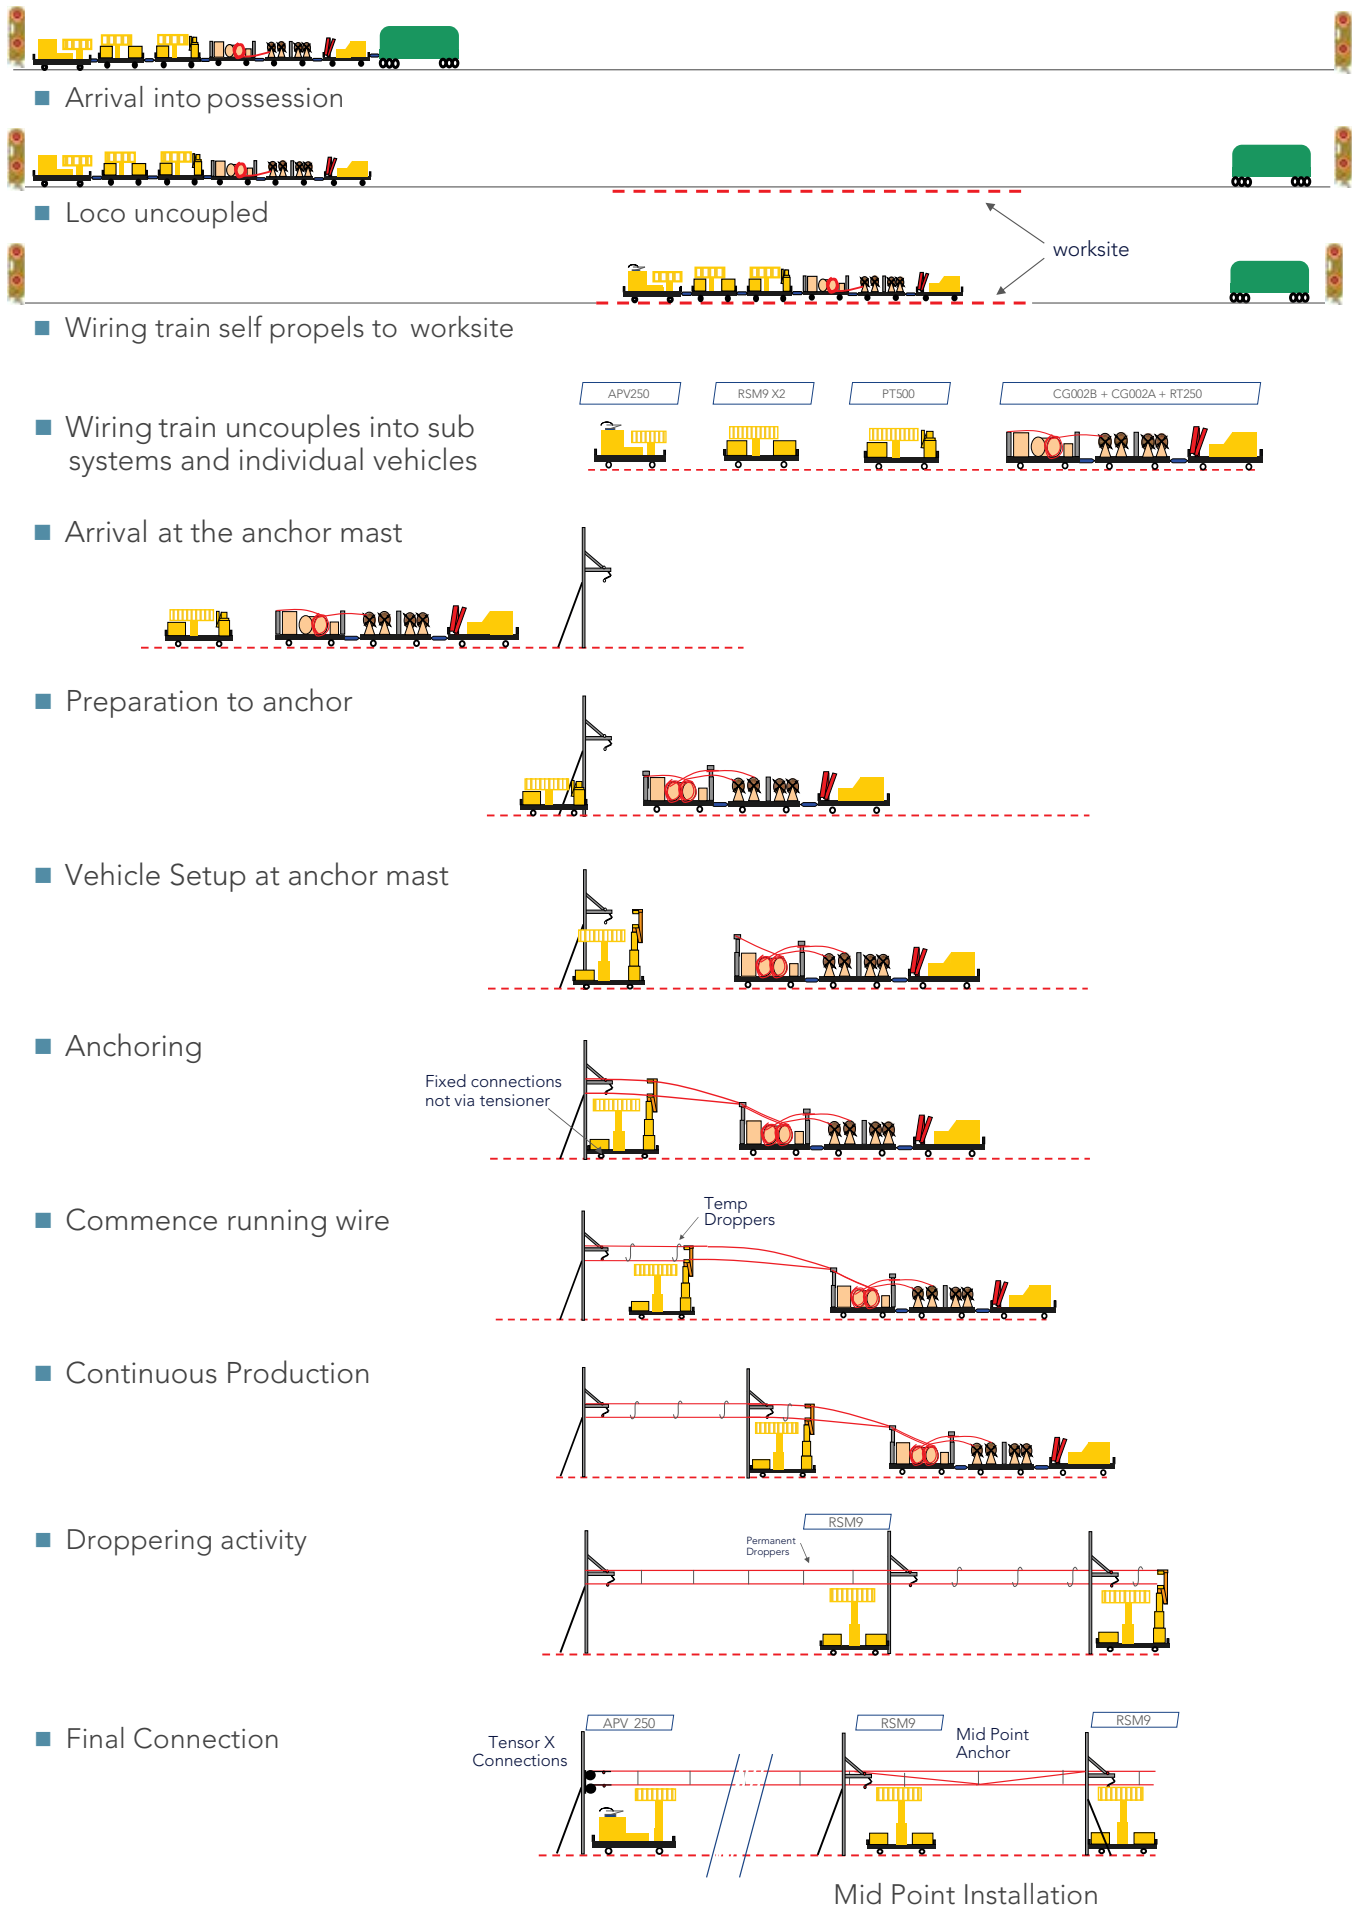 Arrival into possession
Loco uncoupled
worksite
Wiring train self propels to worksite
APV250
RSM9 X2
PT500
CG002B + CG002A + RT250
Wiring train uncouples into sub
systems and individual vehicles
Arrival at the anchor mast
Preparation to anchor
Vehicle Setup at anchor mast
Anchoring
Fixed connections
not via tensioner
Commence running wire
Temp
Droppers
Continuous Production
Droppering activity
RSM9
Permanent
Droppers
Final Connection
APV 250
RSM9
RSM9
Tensor X
Connections
Mid Point
Anchor
Mid Point Installation